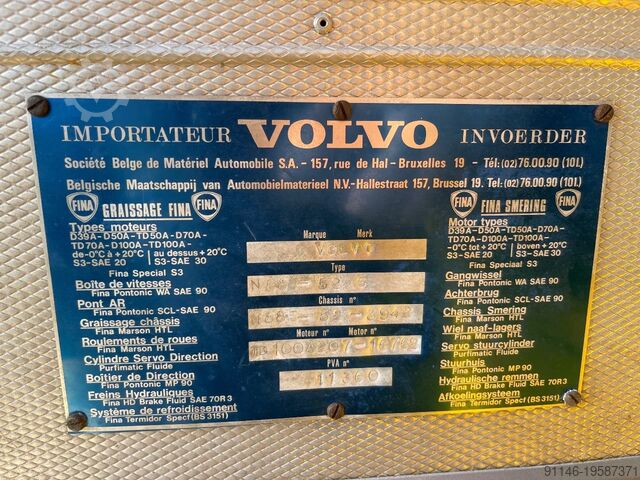 IMPORTATEUR VOLVO INVOERDER
Société Belge de Matériel Automobile S.A. - 157, rue de Hal - Bruxelles 19 - Tél: (02) 76.00.90 (10L)
Belgische Maatschappij van Automobielmaterieel N.V. - Hallestraat 157, Brussel 19. Tel: (02) 76.00.90 (10L)
FINA GRAISSAGE FINA FINA
Types moteurs
D39A-D50A-TD50A-D70A-
TD70A-D100A-TD100A-
de -0°C à +20°C | au dessus +20°C
S3-SAE 20 | S3-SAE 30
Fina Special S3
Boîte de vitesses
Fina Pontonic WA SAE 90
Pont AR
Fina Pontonic SCL-SAE 90
Graissage châssis
Fina Marson HTL
Roulements de roues
Fina Marson HTL
Cylindre Servo Direction
Purfimatic Fluide
Boitier de Direction
Fina Pontonic MP 90
Freins Hydrauliques
Fina HD Brake Fluid SAE 70R3
Système de refroidissement
Fina Termidor Specf (BS 3151)
Marque Merk
VOLVO
Type
Chassis n°
Moteur n° Motor n°
PVA n°
FINA FINA SMERING FINA
Motor types
D39A-D50A-TD50A-D70A-
TD70A-D100A-TD100A-
-0°C tot +20°C | boven +20°C
S3-SAE 20 | S3-SAE 30
Fina Speciaal S3
Gangwissel
Fina Pontonic WA SAE 90
Achterbrug
Fina Pontonic SCL-SAE 90
Chassis Smering
Fina Marson HTL
Wiel naaf-lagers
Fina Marson HTL
Servo stuurcylinder
Purfimatic Fluide
Stuurhuis
Fina Pontonic MP 90
Hydraulische remmen
Fina HD Brake Fluid SAE 70R3
Afkoelingsysteem
Fina Termidor Specf (BS 3151)
91146-19587371